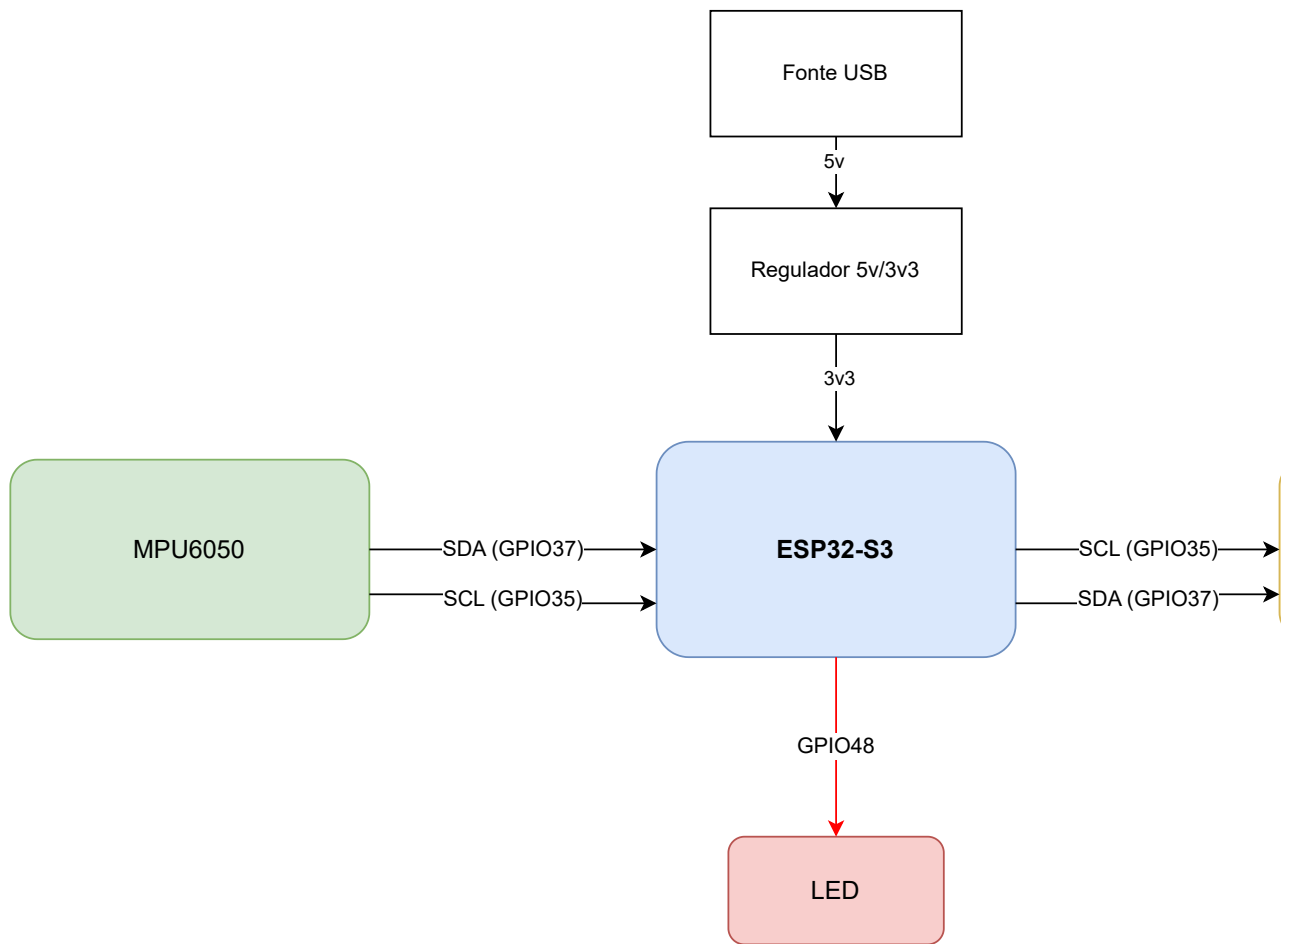 Fonte USB
5v
Regulador 5v/3v3
3v3
MPU6050
SDA (GPIO37)
SCL (GPIO35)
ESP32-S3
SCL (GPIO35)
SDA (GPIO37)
GPIO48
LED